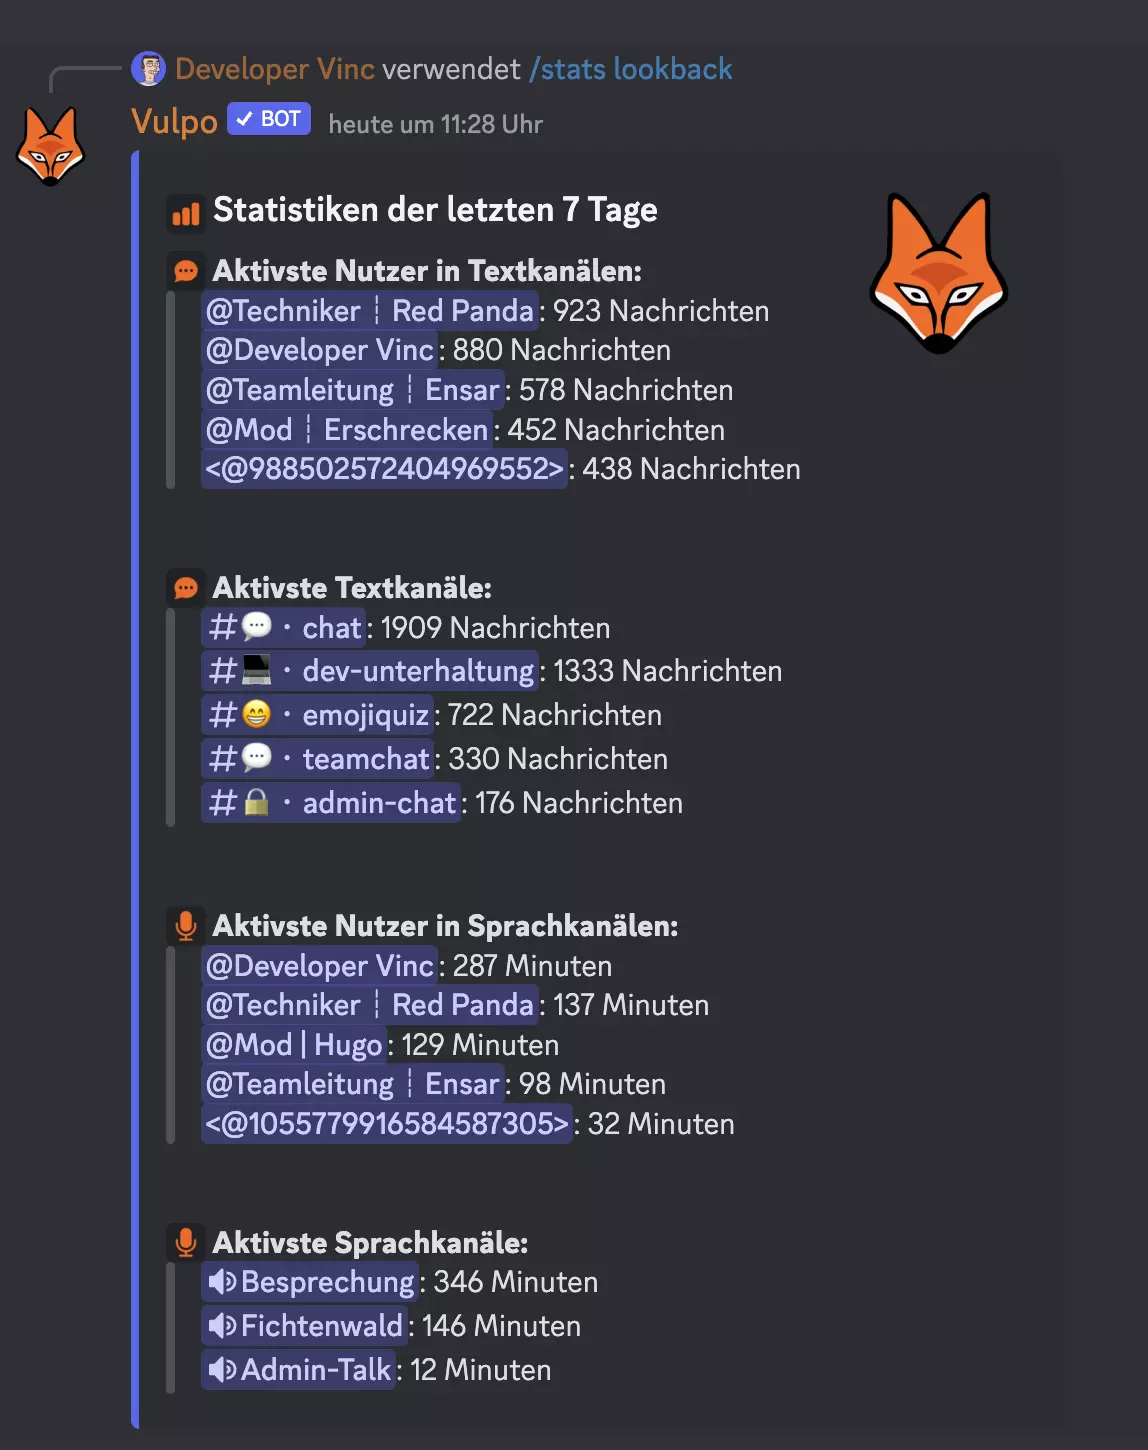 Developer Vinc verwendet /stats lookback
Vulpo ✓ BOT heute um 11:28 Uhr
Statistiken der letzten 7 Tage
Aktivste Nutzer in Textkanälen:
@Techniker ┆ Red Panda: 923 Nachrichten
@Developer Vinc: 880 Nachrichten
@Teamleitung ┆ Ensar: 578 Nachrichten
@Mod ┆ Erschrecken: 452 Nachrichten
<@988502572404969552>: 438 Nachrichten
Aktivste Textkanäle:
#💬・chat: 1909 Nachrichten
#💻・dev-unterhaltung: 1333 Nachrichten
#😁・emojiquiz: 722 Nachrichten
#💬・teamchat: 330 Nachrichten
#🔒・admin-chat: 176 Nachrichten
Aktivste Nutzer in Sprachkanälen:
@Developer Vinc: 287 Minuten
@Techniker ┆ Red Panda: 137 Minuten
@Mod | Hugo: 129 Minuten
@Teamleitung ┆ Ensar: 98 Minuten
<@1055779916584587305>: 32 Minuten
Aktivste Sprachkanäle:
Besprechung: 346 Minuten
Fichtenwald: 146 Minuten
Admin-Talk: 12 Minuten